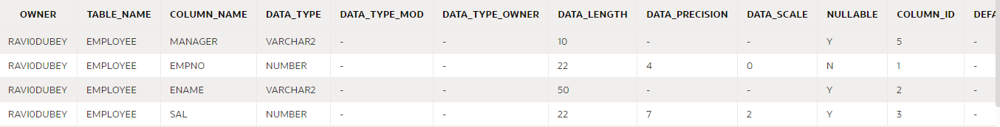 OWNER TABLE_NAME COLUMN_NAME DATA_TYPE DATA_TYPE_MOD DATA_TYPE_OWNER DATA_LENGTH DATA_PRECISION DATA_SCALE NULLABLE COLUMN_ID
RAVI0DUBEY EMPLOYEE MANAGER VARCHAR2 - - 10 - - Y 5 -
RAVI0DUBEY EMPLOYEE EMPNO NUMBER - - 22 4 0 N 1 -
RAVI0DUBEY EMPLOYEE ENAME VARCHAR2 - - 50 - - Y 2 -
RAVI0DUBEY EMPLOYEE SAL NUMBER - - 22 7 2 Y 3 -